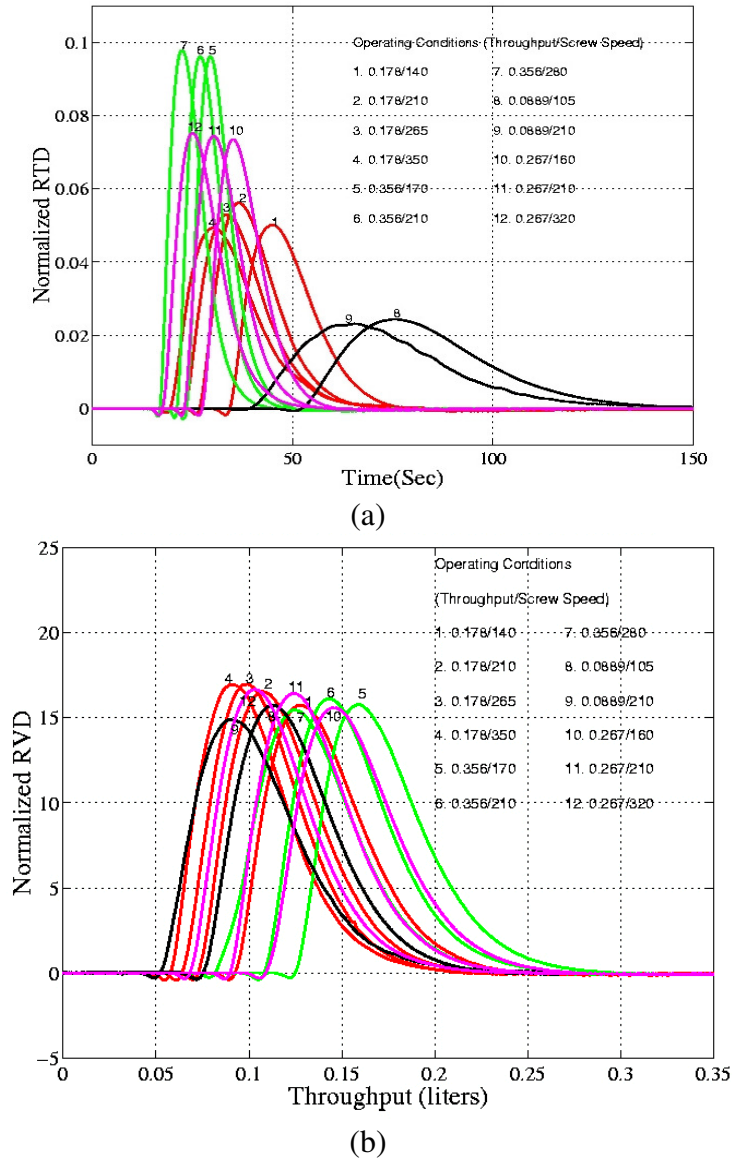 0.1
0.08
0.06
0.04
0.02
0
Normalized RTD
Operating Conditions (Throughput/Screw Speed)
1. 0.178/140 7. 0.356/280
2. 0.178/210 8. 0.0889/105
3. 0.178/265 9. 0.0889/210
4. 0.178/350 10. 0.267/160
5. 0.356/170 11. 0.267/210
6. 0.356/210 12. 0.267/320
7 6 5
12 11 10
4 3 2 1
9 8
0 50 100 150
Time(Sec)
(a)
25
20
15
10
5
0
−5
Normalized RVD
Operating Conditions
(Throughput/Screw Speed)
1. 0.178/140 7. 0.356/280
2. 0.178/210 8. 0.0889/105
3. 0.178/265 9. 0.0889/210
4. 0.178/350 10. 0.267/160
5. 0.356/170 11. 0.267/210
6. 0.356/210 12. 0.267/320
4 3 2 11 6 5
12 1
9 8 7 10
0 0.05 0.1 0.15 0.2 0.25 0.3 0.35
Throughput (liters)
(b)